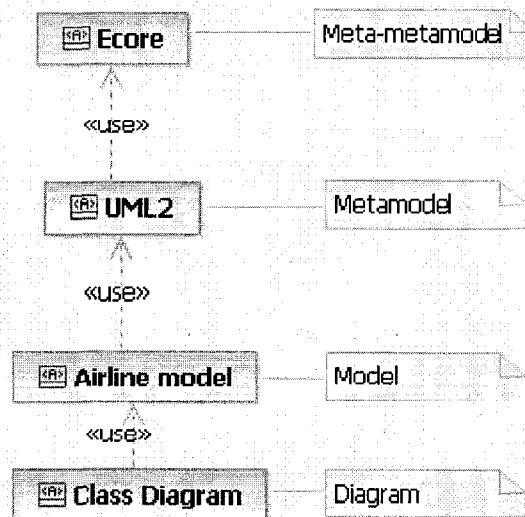 Ecore
Meta-metamodel
«use»
UML2
Metamodel
«use»
Airline model
Model
«use»
Class Diagram
Diagram